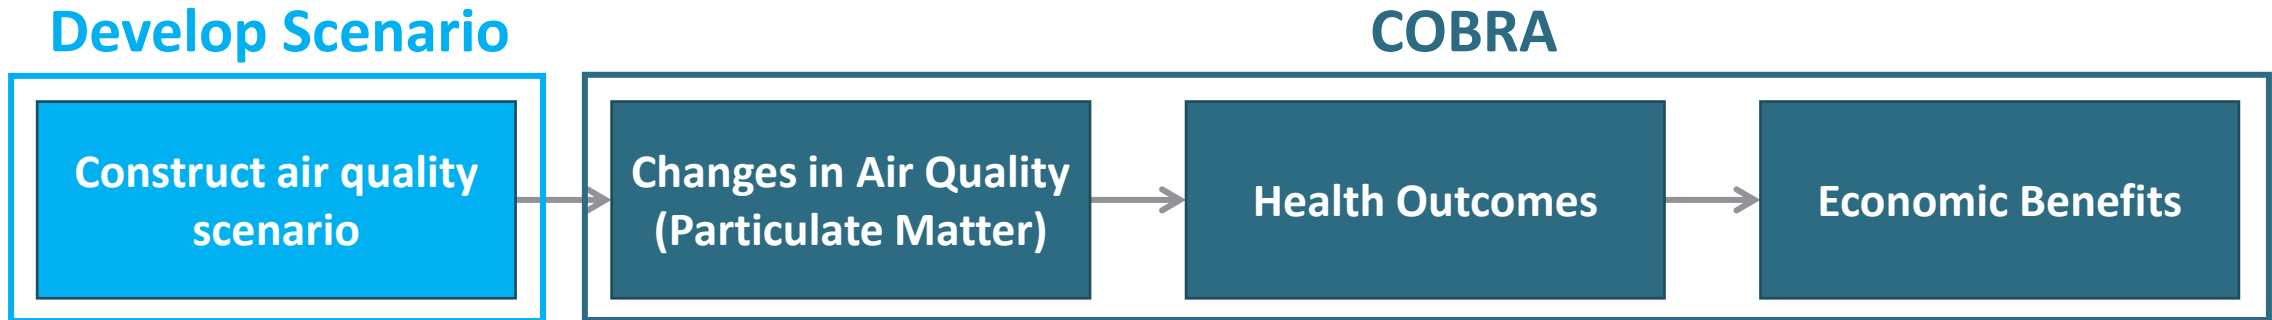 Develop Scenario
COBRA
Construct air quality
scenario
Changes in Air Quality
(Particulate Matter)
Health Outcomes
Economic Benefits